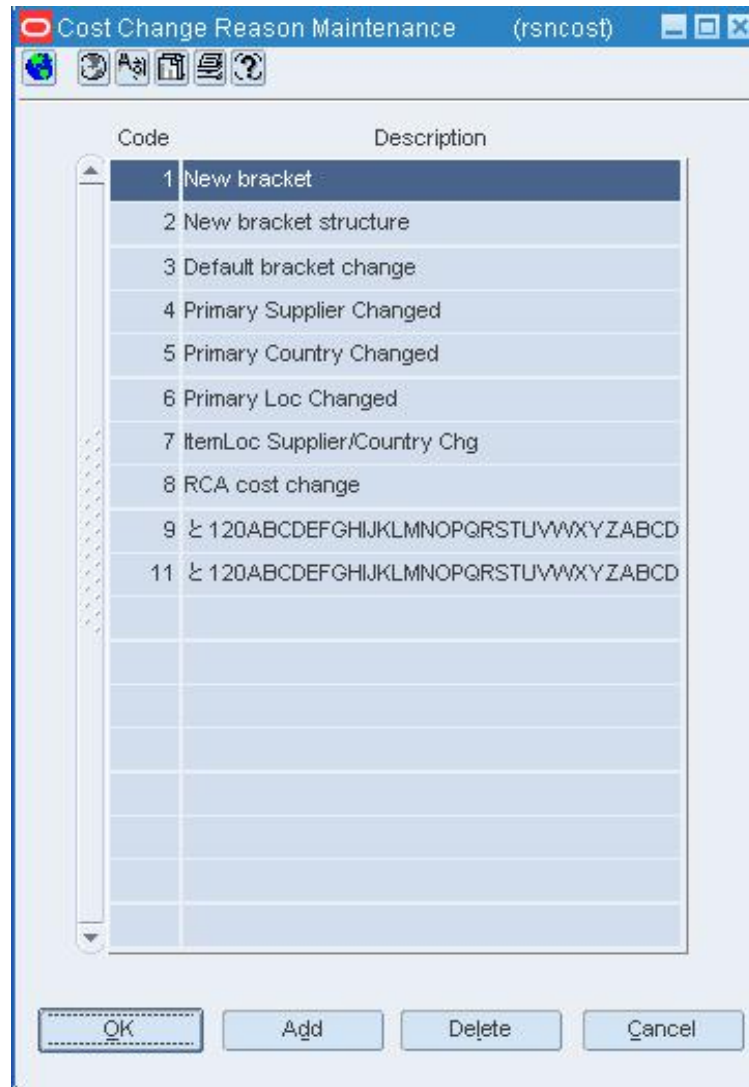 Cost Change Reason Maintenance (rsncost)
Code Description
1 New bracket
2 New bracket structure
3 Default bracket change
4 Primary Supplier Changed
5 Primary Country Changed
6 Primary Loc Changed
7 ItemLoc Supplier/Country Chg
8 RCA cost change
9 と120ABCDEFGHIJKLMNOPQRSTUVWXYZABCD
11 と120ABCDEFGHIJKLMNOPQRSTUVWXYZABCD
OK Add Delete Cancel